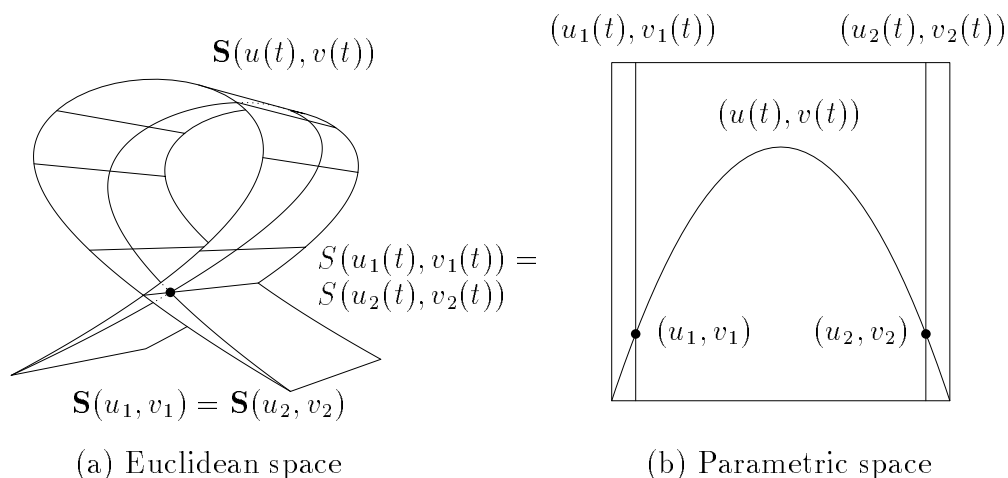 S(u(t), v(t))
S(u₁(t), v₁(t)) =
S(u₂(t), v₂(t))
S(u₁, v₁) = S(u₂, v₂)
(a) Euclidean space
(u₁(t), v₁(t))
(u₂(t), v₂(t))
(u(t), v(t))
(u₁, v₁)
(u₂, v₂)
(b) Parametric space